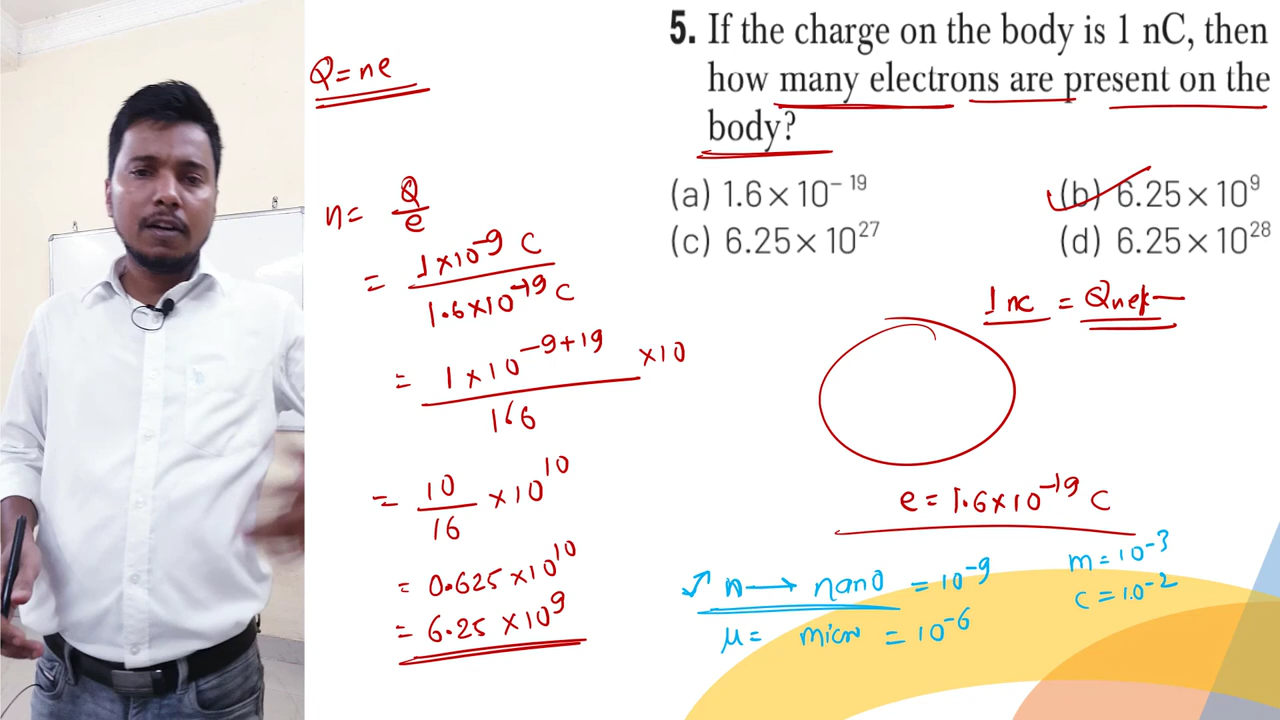 5. If the charge on the body is 1 nC, then
how many electrons are present on the
body?
(a) 1.6 × 10⁻¹⁹
(b) 6.25 × 10⁹
(c) 6.25 × 10²⁷
(d) 6.25 × 10²⁸
Q = ne
n = Q/e
= 1×10⁻⁹ C / 1.6×10⁻¹⁹ C
= 1 × 10⁻⁹⁺¹⁹ / 16 × 10
= 10/16 × 10¹⁰
= 0.625 × 10¹⁰
= 6.25 × 10⁹
1 nc =
e = 1.6 × 10⁻¹⁹ C
n → nano = 10⁻⁹
μ = micro = 10⁻⁶
m = 10⁻³
c = 10⁻²